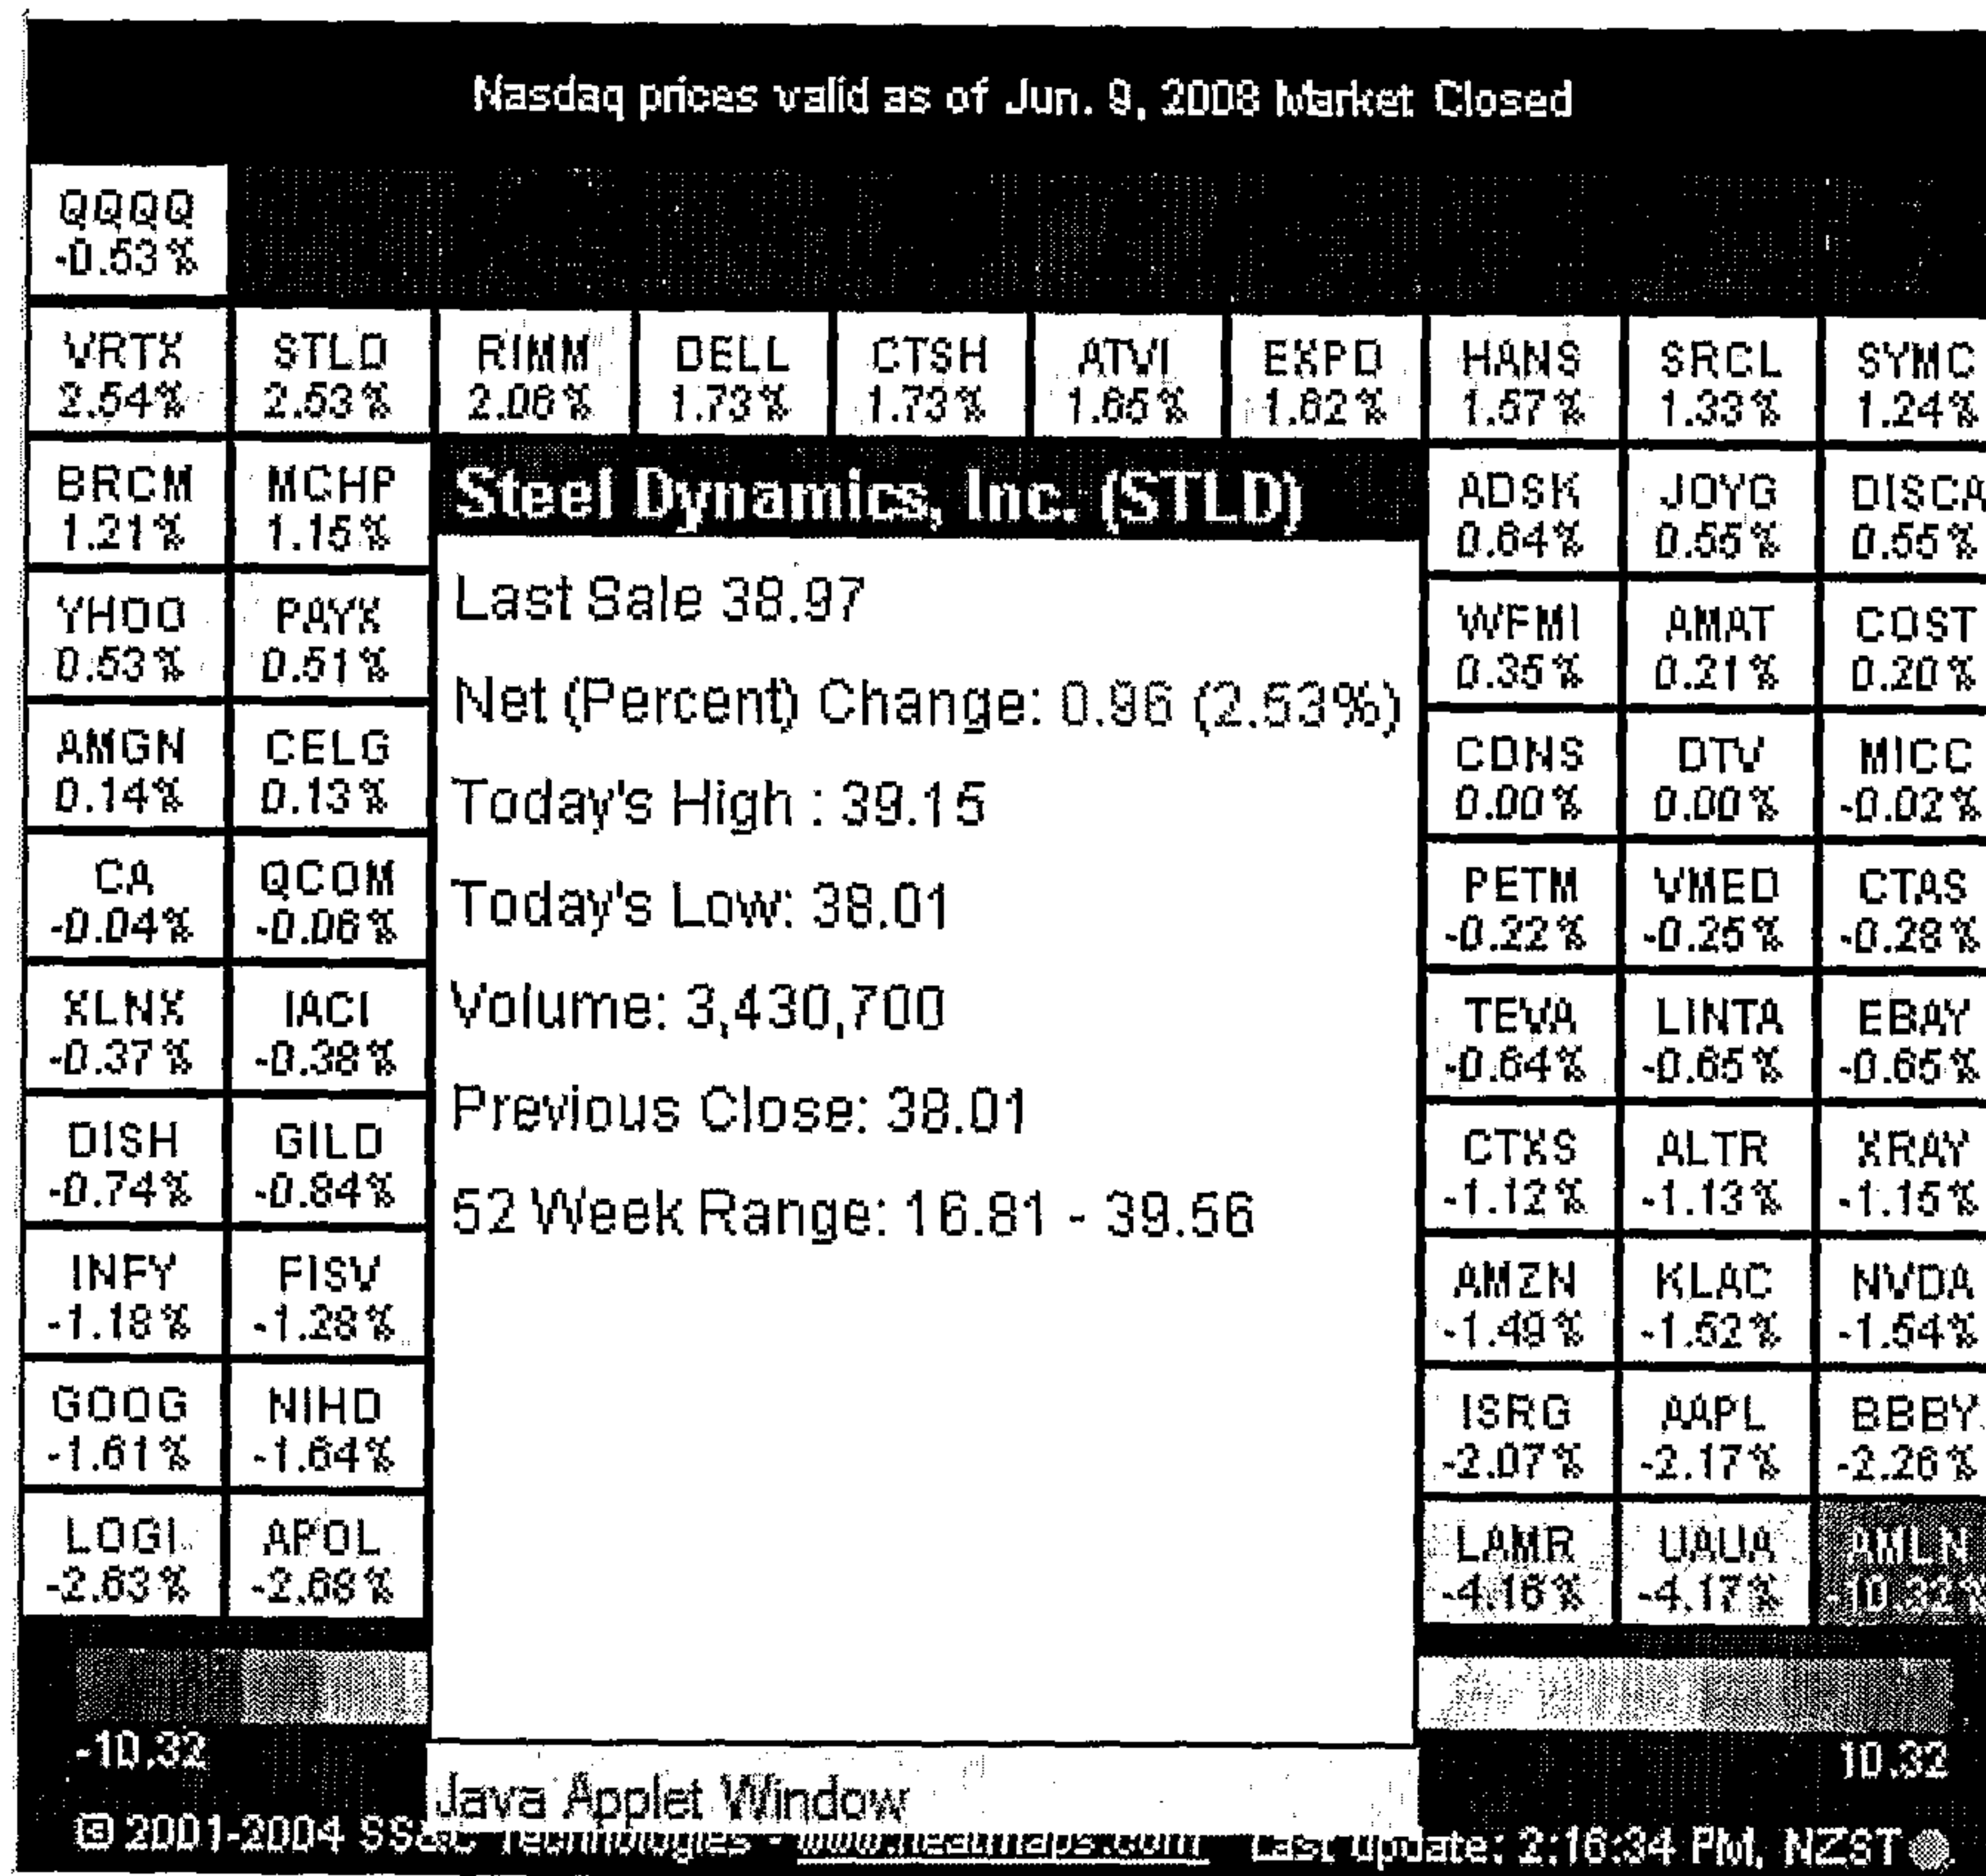 Nasdaq prices valid as of Jun. 9, 2008 Market Closed
QQQQ
-0.53%
VRTX STLD RIMM DELL CTSH ATVI EXPD HANS SRCL SYMC
2.54% 2.53% 2.06% 1.73% 1.73% 1.65% 1.62% 1.57% 1.33% 1.24%
BRCM MCHP Steel Dynamics, Inc. (STLD) ADSK JOYG DISCA
1.21% 1.15% 0.64% 0.55% 0.55%
Last Sale 38.97
YHOO PAYX WFMI AMAT COST
0.53% 0.51% 0.35% 0.21% 0.20%
Net (Percent) Change: 0.96 (2.53%)
AMGN CELG CDNS DTV MICC
0.14% 0.13% Today's High : 39.15 0.00% 0.00% -0.02%
CA QCOM PETM VMED CTAS
-0.04% -0.06% Today's Low: 38.01 -0.22% -0.25% -0.28%
XLNX IACI Volume: 3,430,700 TEVA LINTA EBAY
-0.37% -0.38% -0.64% -0.65% -0.65%
Previous Close: 38.01
DISH GILD CTXS ALTR XRAY
-0.74% -0.84% -1.12% -1.13% -1.15%
52 Week Range: 16.81 - 39.56
INFY FISV AMZN KLAC NVDA
-1.18% -1.28% -1.49% -1.52% -1.54%
GOOG NIHD ISRG AAPL BBBY
-1.61% -1.64% -2.07% -2.17% -2.26%
LOGI APOL LAMR UAUA AMLN
-2.63% -2.68% -4.16% -4.17% -10.32%
-10.32 10.32
Java Applet Window
© 2001-2004 SS&C Technologies - www.heatmaps.com Last update: 2:16:34 PM, NZST